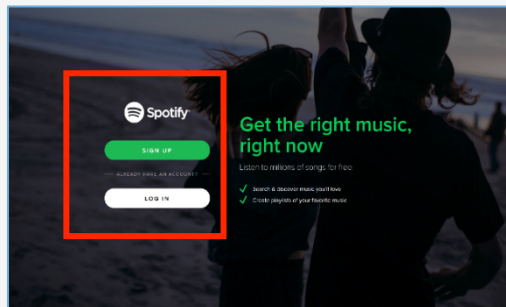 Spotify
SIGN UP
ALREADY HAVE AN ACCOUNT?
LOG IN
Get the right music,
right now
Listen to millions of songs for free.
Search & discover music you'll love
Create playlists of your favorite music